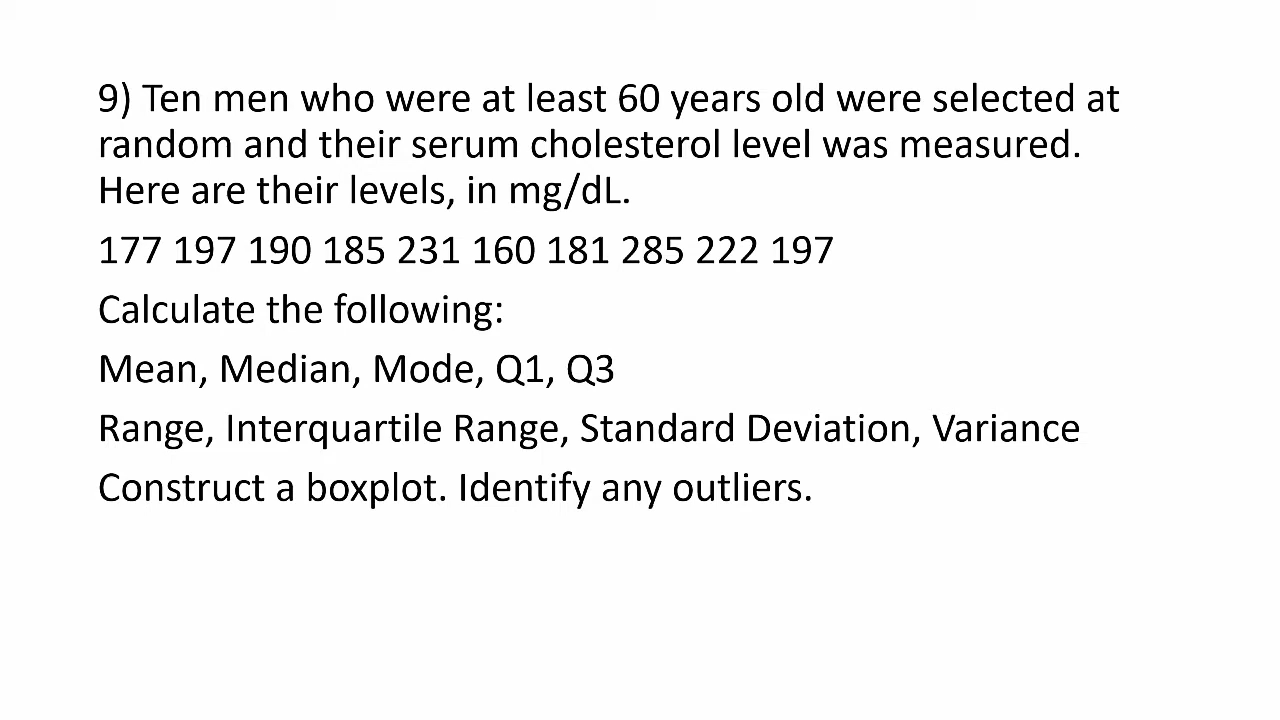 9) Ten men who were at least 60 years old were selected at
random and their serum cholesterol level was measured.
Here are their levels, in mg/dL.
177 197 190 185 231 160 181 285 222 197
Calculate the following:
Mean, Median, Mode, Q1, Q3
Range, Interquartile Range, Standard Deviation, Variance
Construct a boxplot. Identify any outliers.